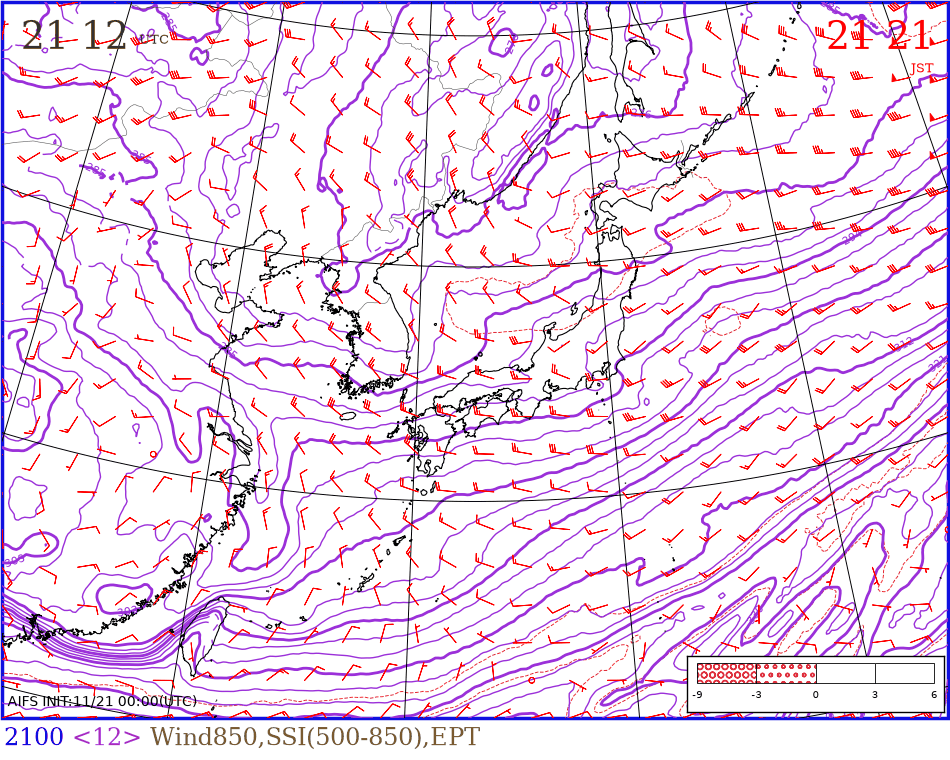 21 12 UTC
21 21
JST
AIFS INIT:11/21 00:00(UTC)
-9 -3 0 3 6
2100 <12> Wind850,SSI(500-850),EPT